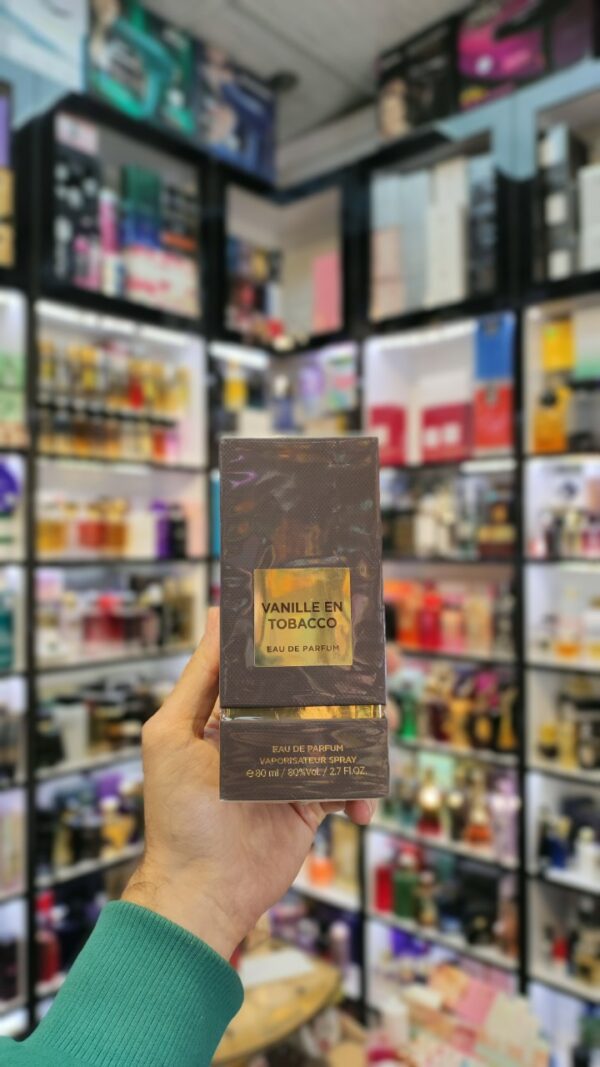 VANILLE EN
TOBACCO
EAU DE PARFUM
EAU DE PARFUM
VAPORISATEUR SPRAY
℮ 80 ml / 80%Vol. / 2.7 FL.OZ.